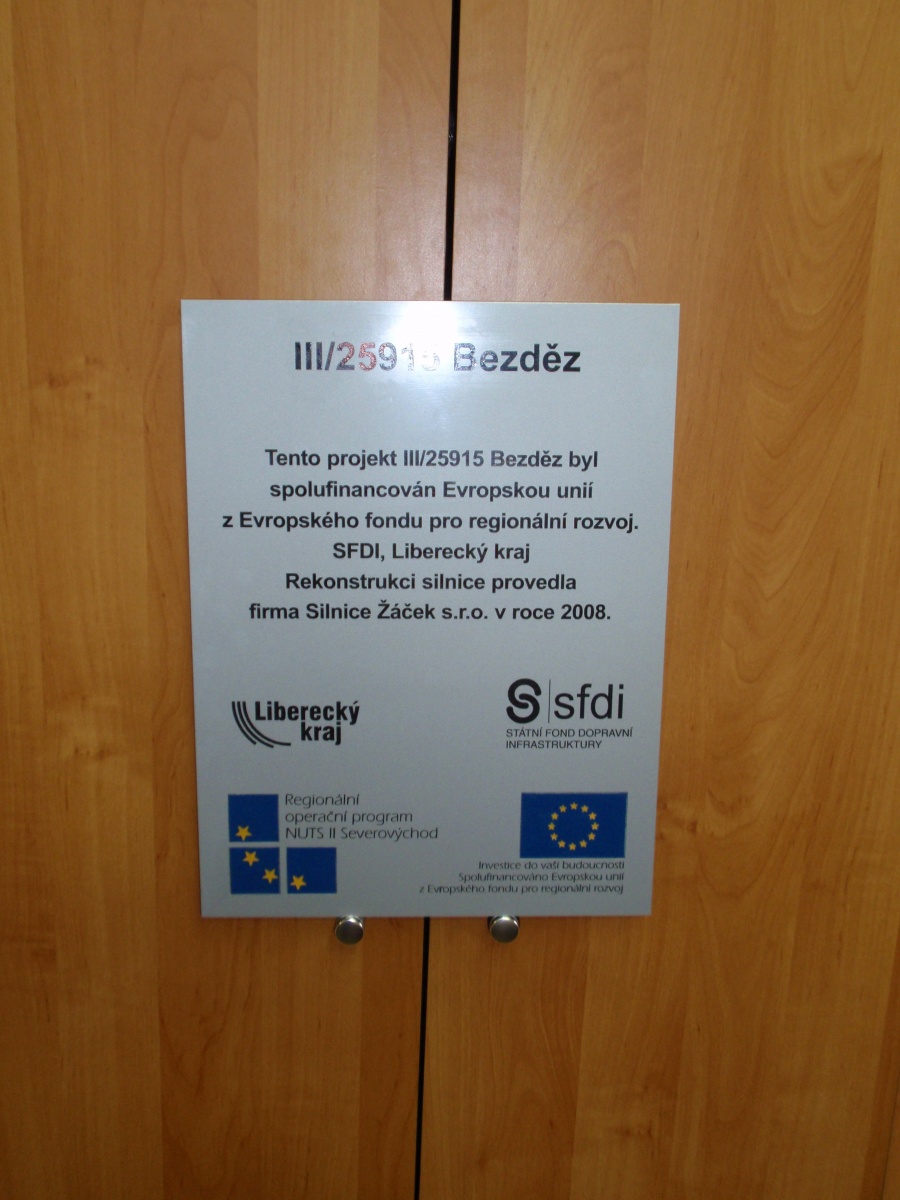 III/25915 Bezděz
Tento projekt III/25915 Bezděz byl
spolufinancován Evropskou unií
z Evropského fondu pro regionální rozvoj.
SFDI, Liberecký kraj
Rekonstrukci silnice provedla
firma Silnice Žáček s.r.o. v roce 2008.
Liberecký
kraj
sfdi
STÁTNÍ FOND DOPRAVNÍ
INFRASTRUKTURY
Regionální
operační program
NUTS II Severovýchod
Investice do vaší budoucnosti
Spolufinancováno Evropskou unií
z Evropského fondu pro regionální rozvoj